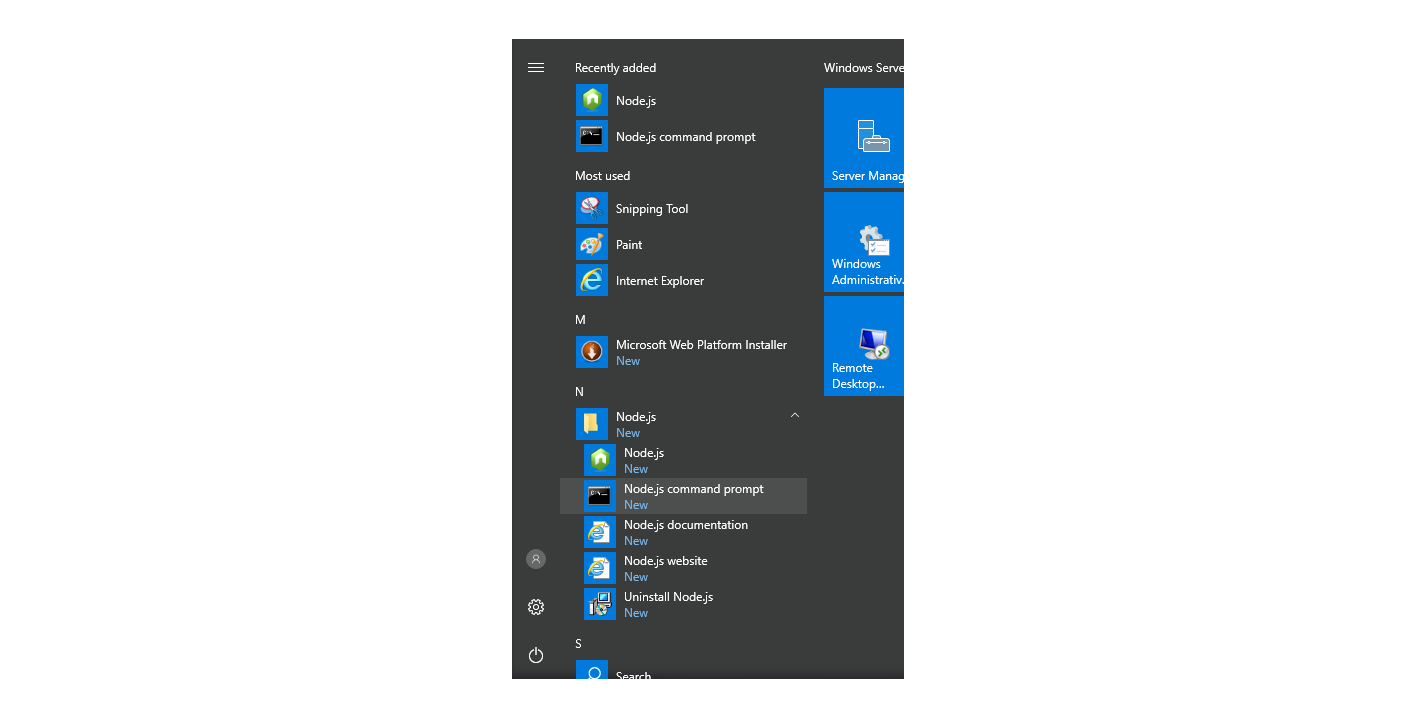 Recently added
Node.js
Node.js command prompt
Most used
Snipping Tool
Paint
Internet Explorer
M
Microsoft Web Platform Installer
New
N
Node.js
New
Node.js
New
Node.js command prompt
New
Node.js documentation
New
Node.js website
New
Uninstall Node.js
New
S
Search
Windows Serve
Server Manag
Windows
Administrativ.
Remote
Desktop...